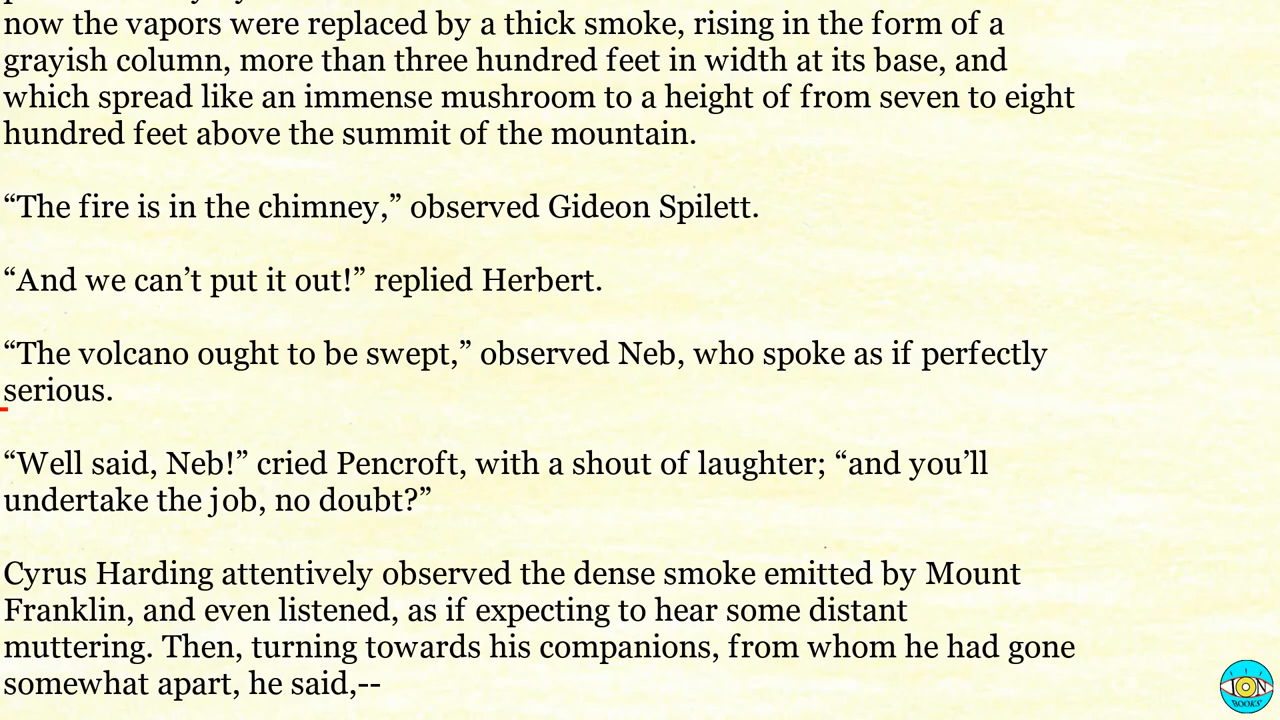 now the vapors were replaced by a thick smoke, rising in the form of a
grayish column, more than three hundred feet in width at its base, and
which spread like an immense mushroom to a height of from seven to eight
hundred feet above the summit of the mountain.
“The fire is in the chimney,” observed Gideon Spilett.
“And we can’t put it out!” replied Herbert.
“The volcano ought to be swept,” observed Neb, who spoke as if perfectly
serious.
“Well said, Neb!” cried Pencroft, with a shout of laughter; “and you’ll
undertake the job, no doubt?”
Cyrus Harding attentively observed the dense smoke emitted by Mount
Franklin, and even listened, as if expecting to hear some distant
muttering. Then, turning towards his companions, from whom he had gone
somewhat apart, he said,--
ION
BOOKS